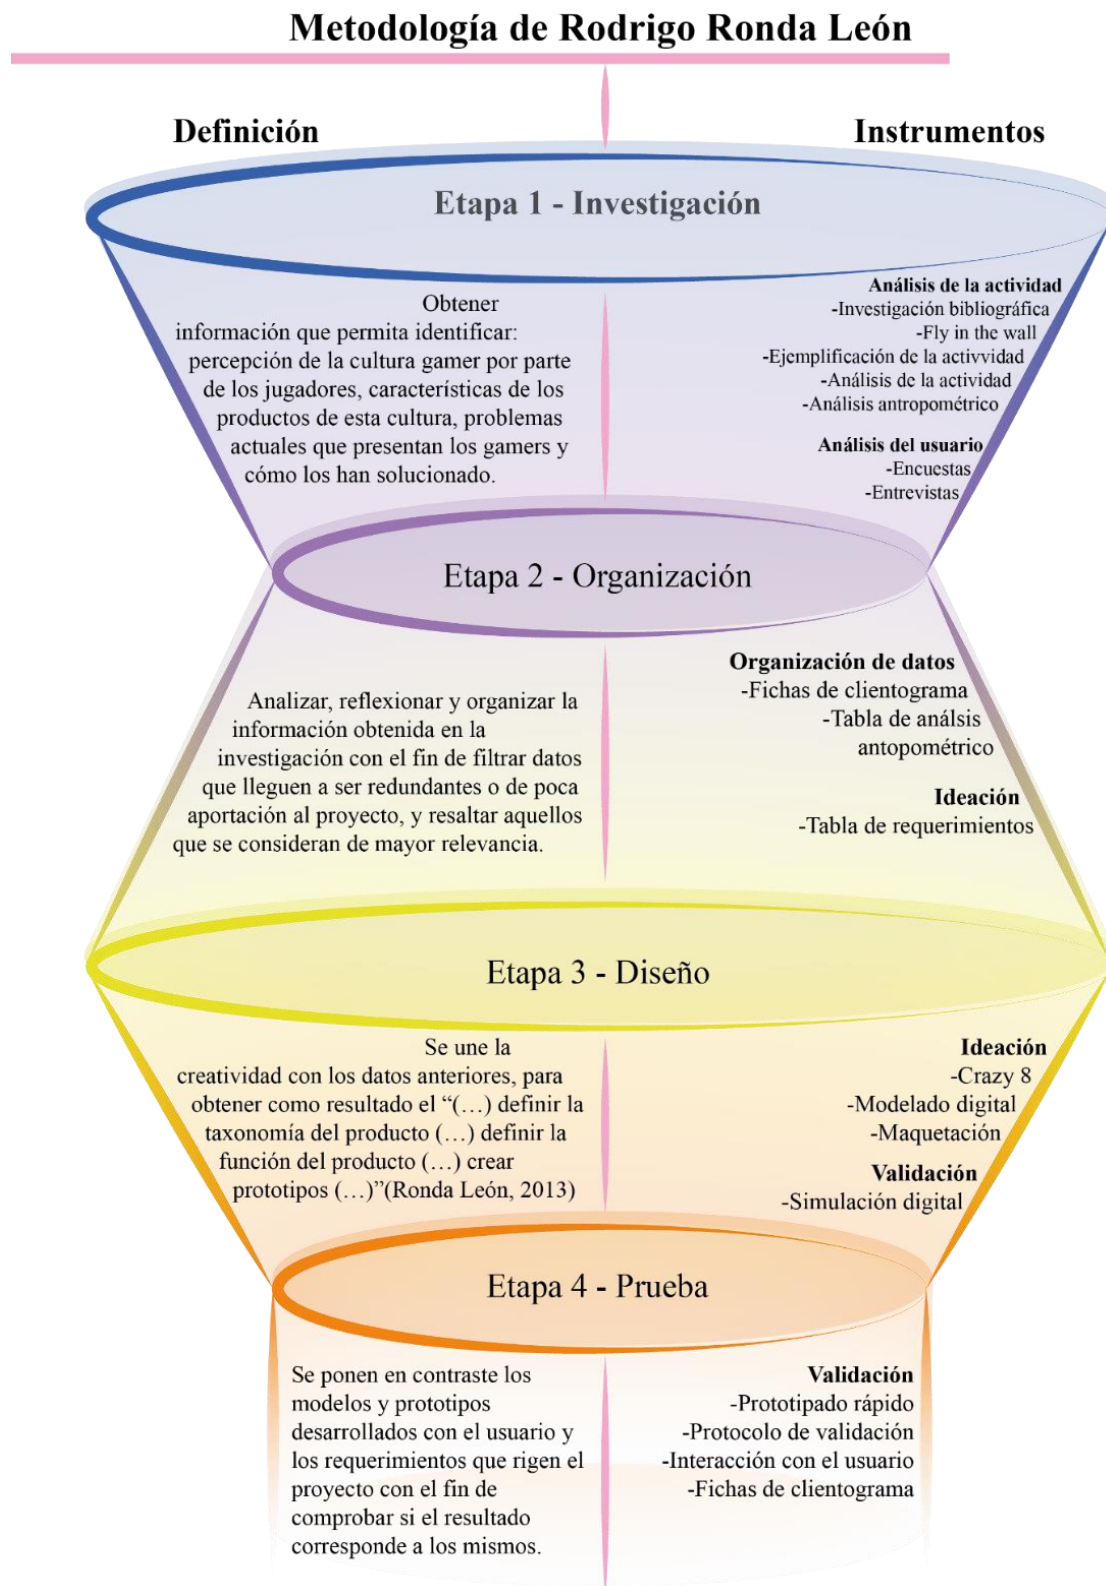 Metodología de Rodrigo Ronda León
Definición
Instrumentos
Etapa 1 - Investigación
Obtener
información que permita identificar:
percepción de la cultura gamer por parte
de los jugadores, características de los
productos de esta cultura, problemas
actuales que presentan los gamers y
cómo los han solucionado.
Análisis de la actividad
-Investigación bibliográfica
-Fly in the wall
-Ejemplificación de la activvidad
-Análisis de la actividad
-Análisis antropométrico
Análisis del usuario
-Encuestas
-Entrevistas
Etapa 2 - Organización
Analizar, reflexionar y organizar la
información obtenida en la
investigación con el fin de filtrar datos
que lleguen a ser redundantes o de poca
aportación al proyecto, y resaltar aquellos
que se consideran de mayor relevancia.
Organización de datos
-Fichas de clientograma
-Tabla de análsis
antopométrico
Ideación
-Tabla de requerimientos
Etapa 3 - Diseño
Se une la
creatividad con los datos anteriores, para
obtener como resultado el “(…) definir la
taxonomía del producto (…) definir la
función del producto (…) crear
prototipos (…)”(Ronda León, 2013)
Ideación
-Crazy 8
-Modelado digital
-Maquetación
Validación
-Simulación digital
Etapa 4 - Prueba
Se ponen en contraste los
modelos y prototipos
desarrollados con el usuario y
los requerimientos que rigen el
proyecto con el fin de
comprobar si el resultado
corresponde a los mismos.
Validación
-Prototipado rápido
-Protocolo de validación
-Interacción con el usuario
-Fichas de clientograma